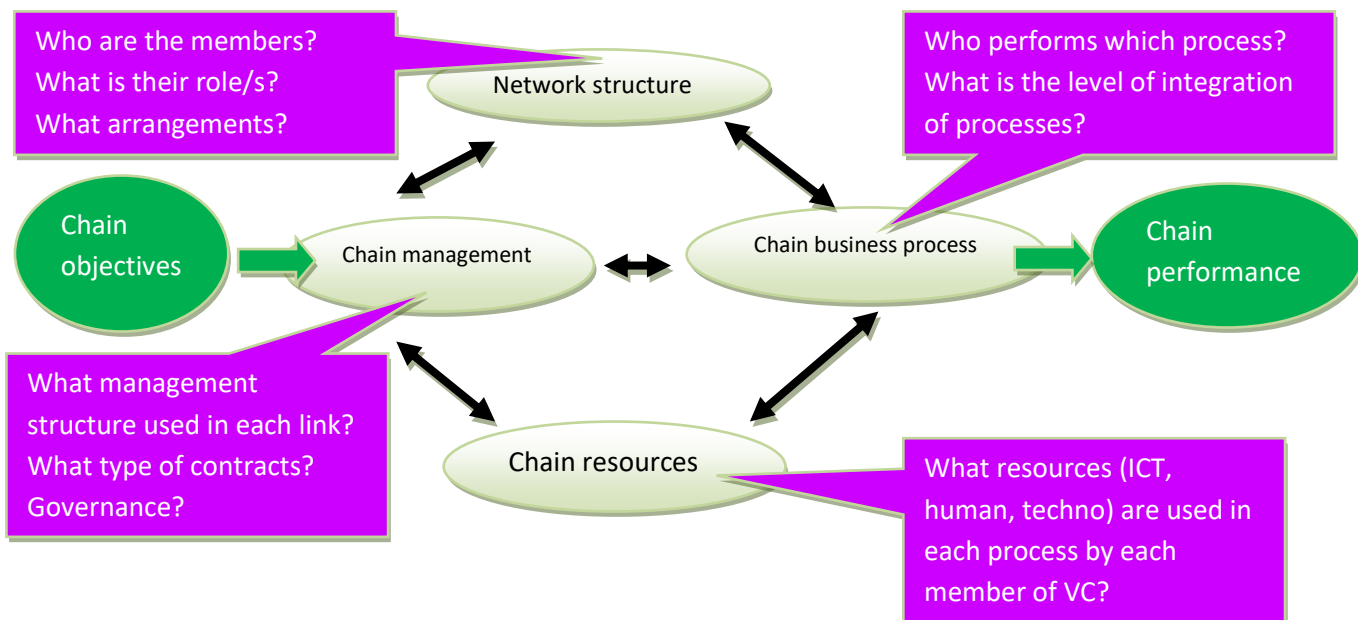 Who are the members?
What is their role/s?
What arrangements?
Network structure
Who performs which process?
What is the level of integration
of processes?
Chain
objectives
Chain management
Chain business process
Chain
performance
What management
structure used in each link?
What type of contracts?
Governance?
Chain resources
What resources (ICT,
human, techno) are used in
each process by each
member of VC?